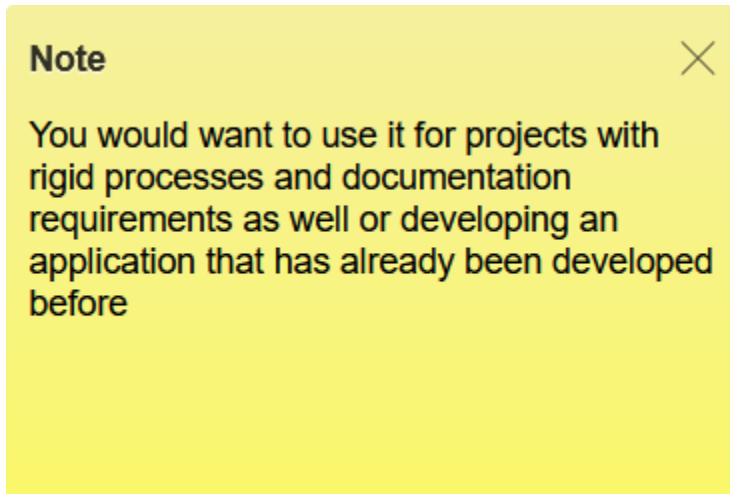 Note
You would want to use it for projects with
rigid processes and documentation
requirements as well or developing an
application that has already been developed
before